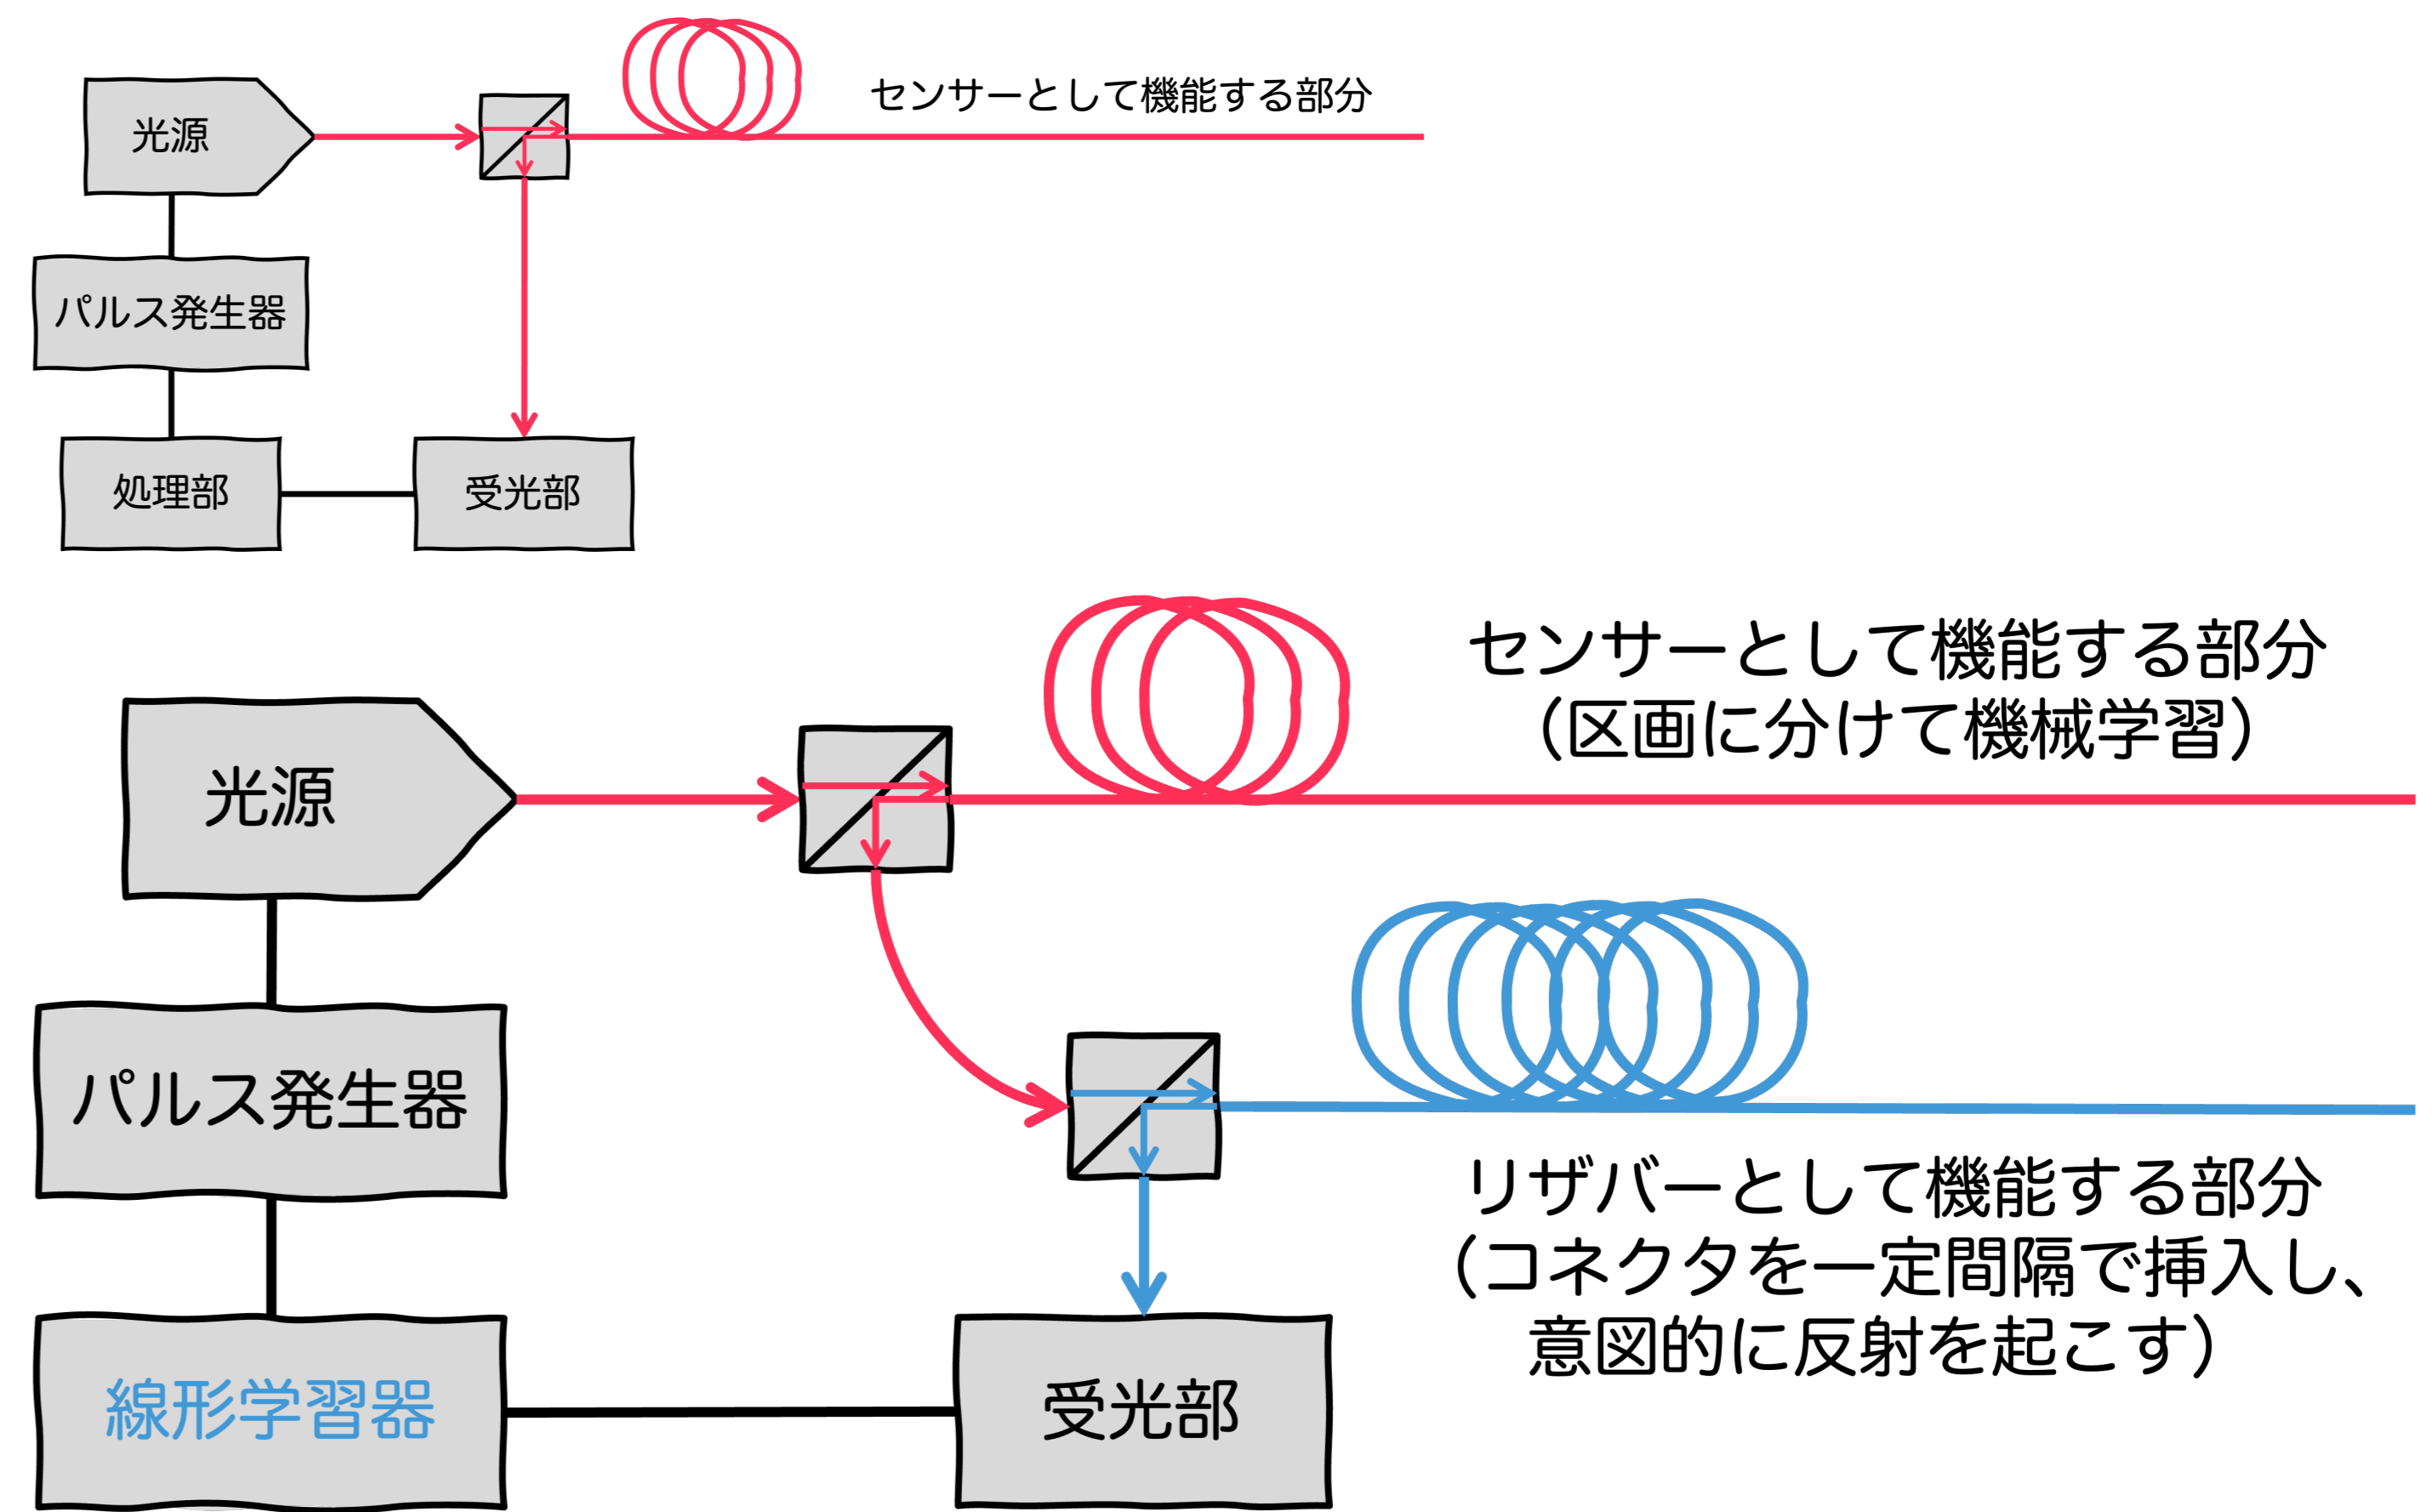 センサーとして機能する部分
光源
パルス発生器
処理部
受光部
センサーとして機能する部分
（区画に分けて機械学習）
光源
パルス発生器
リザバーとして機能する部分
（コネクタを一定間隔で挿入し、
意図的に反射を起こす）
線形学習器
受光部